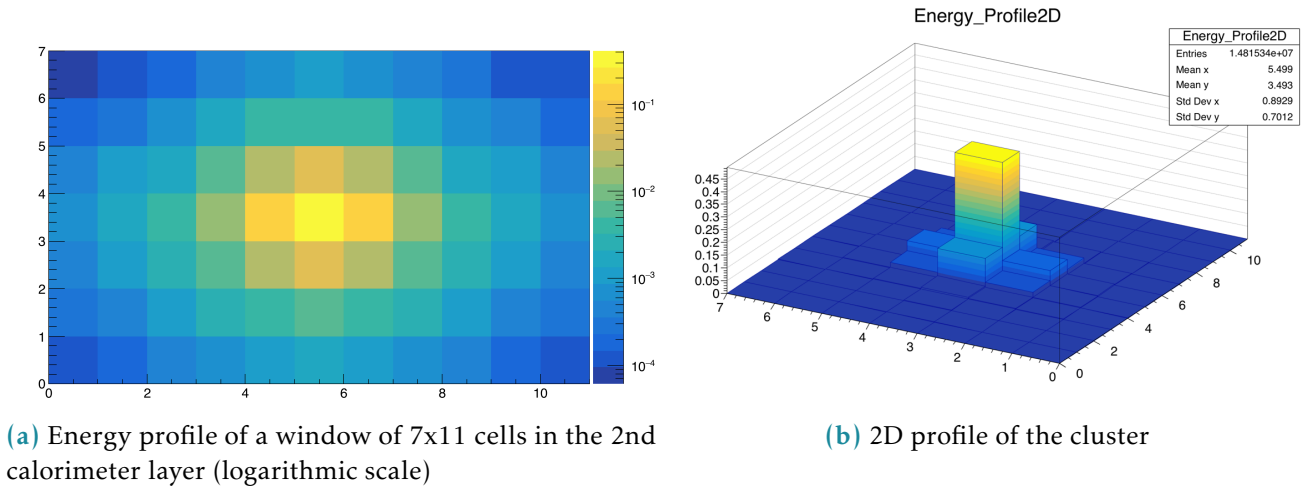 Energy_Profile2D
Energy_Profile2D
Entries 1.481534e+07
Mean x 5.499
Mean y 3.493
Std Dev x 0.8929
Std Dev y 0.7012
7
6
5
4
3
2
1
0
0 2 4 6 8 10
10⁻¹
10⁻²
10⁻³
10⁻⁴
0.45
0.4
0.35
0.3
0.25
0.2
0.15
0.1
0.05
0
7 6 5 4 3 2 1 0
0 2 4 6 8 10
(a) Energy profile of a window of 7x11 cells in the 2nd
calorimeter layer (logarithmic scale)
(b) 2D profile of the cluster